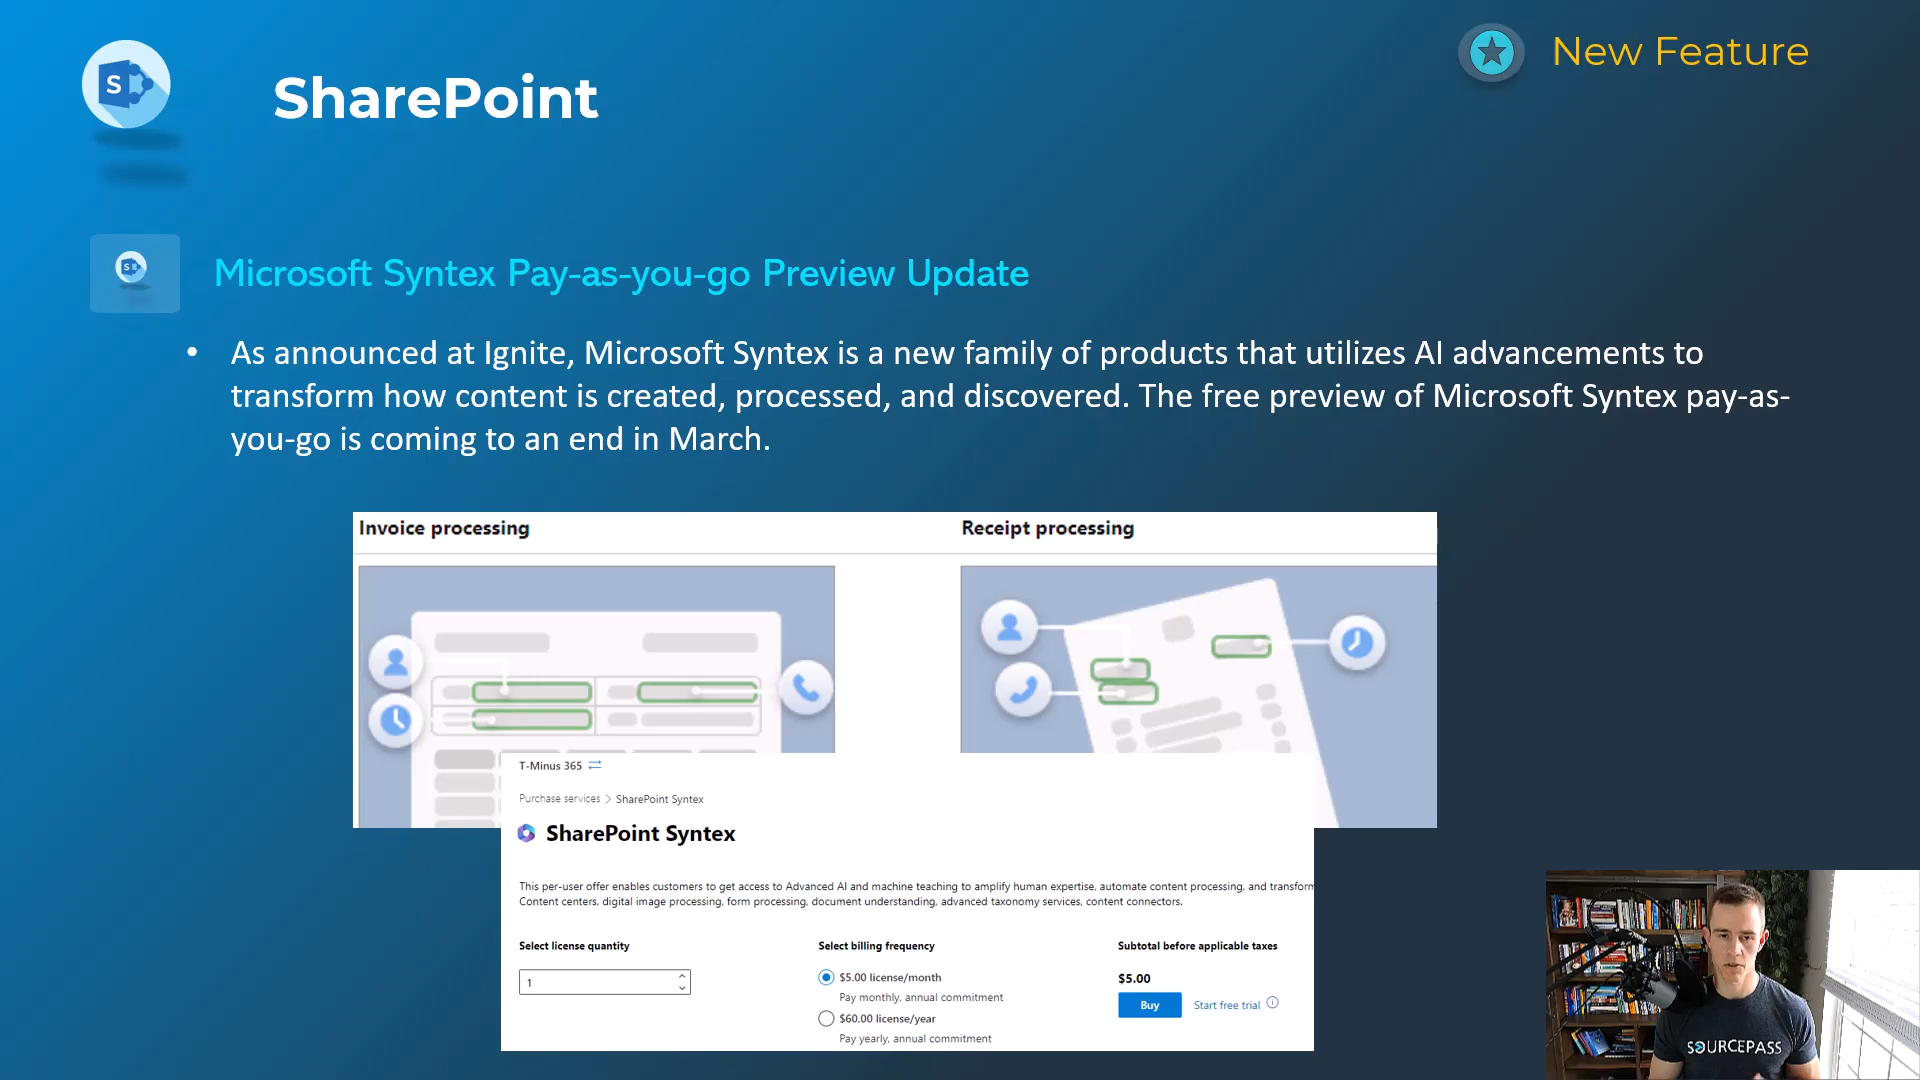 New Feature
S
SharePoint
S
Microsoft Syntex Pay-as-you-go Preview Update
• As announced at Ignite, Microsoft Syntex is a new family of products that utilizes AI advancements to
transform how content is created, processed, and discovered. The free preview of Microsoft Syntex pay-as-
you-go is coming to an end in March.
Invoice processing
Receipt processing
T-Minus 365
Purchase services > SharePoint Syntex
SharePoint Syntex
This per-user offer enables customers to get access to Advanced AI and machine teaching to amplify human expertise, automate content processing, and transform
Content centers, digital image processing, form processing, document understanding, advanced taxonomy services, content connectors.
Select license quantity
1
Select billing frequency
$5.00 license/month
Pay monthly, annual commitment
$60.00 license/year
Pay yearly, annual commitment
Subtotal before applicable taxes
$5.00
Buy
Start free trial
SOURCEPASS